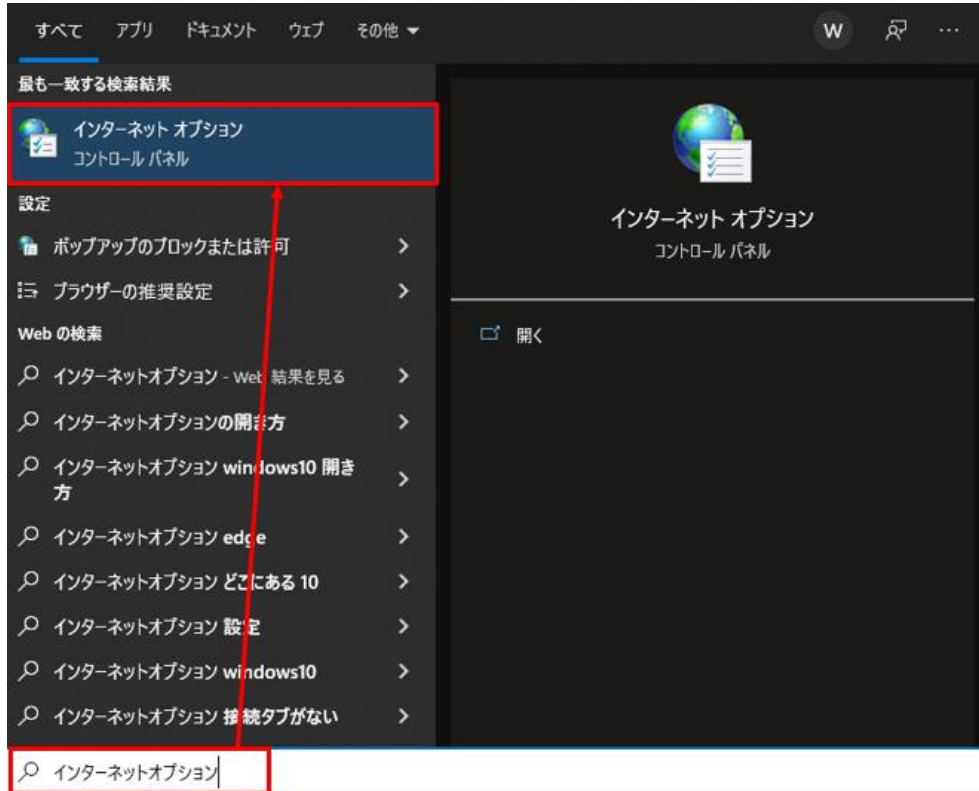 すべて アプリ ドキュメント ウェブ その他 W …
最も一致する検索結果
インターネット オプション
コントロール パネル
設定
ポップアップのブロックまたは許可
ブラウザーの推奨設定
Web の検索
インターネットオプション - Web 結果を見る
インターネットオプションの開き方
インターネットオプション windows10 開き
方
インターネットオプション edge
インターネットオプション どこにある 10
インターネットオプション 設定
インターネットオプション windows10
インターネットオプション 接続タブがない
インターネットオプション
インターネット オプション
コントロール パネル
開く